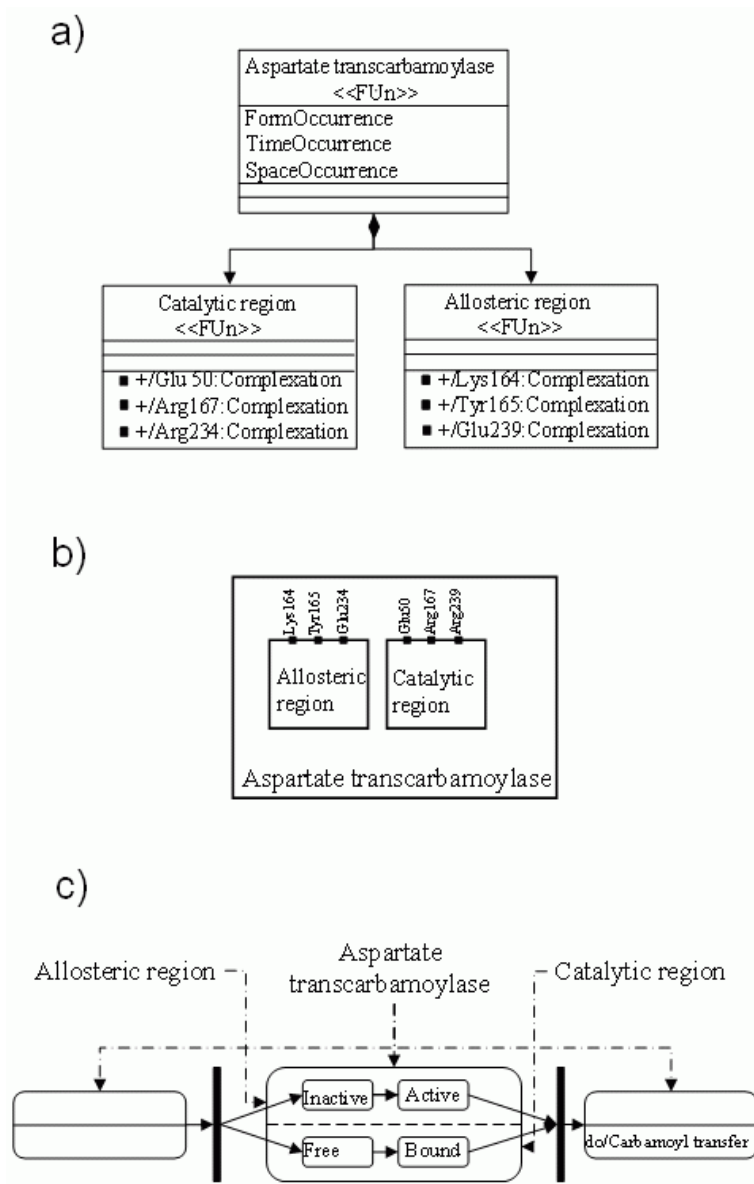 a)
Aspartate transcarbamoylase
<<FUn>>
FormOccurrence
TimeOccurrence
SpaceOccurrence
Catalytic region
<<FUn>>
+/Glu 50:Complexation
+/Arg167:Complexation
+/Arg234:Complexation
Allosteric region
<<FUn>>
+/Lys164:Complexation
+/Tyr165:Complexation
+/Glu239:Complexation
b)
Lys164
Tyr165
Glu234
Glu50
Arg167
Arg239
Allosteric
region
Catalytic
region
Aspartate transcarbamoylase
c)
Allosteric region
Aspartate
transcarbamoylase
Catalytic region
Inactive
Active
Free
Bound
do/Carbamoyl transfer